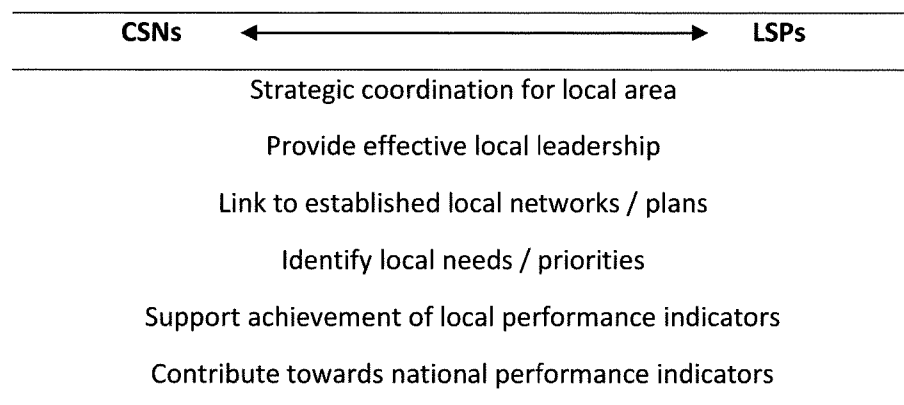 CSNs LSPs
Strategic coordination for local area
Provide effective local leadership
Link to established local networks / plans
Identify local needs / priorities
Support achievement of local performance indicators
Contribute towards national performance indicators